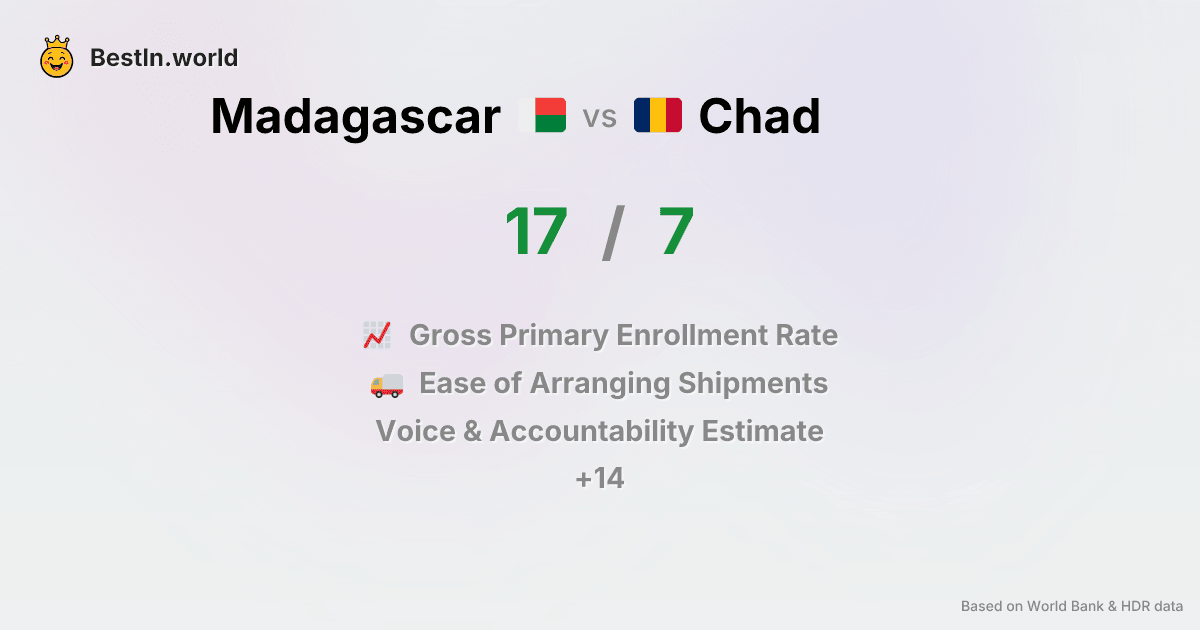 BestIn.world
Madagascar vs Chad
17 / 7
Gross Primary Enrollment Rate
Ease of Arranging Shipments
Voice & Accountability Estimate
+14
Based on World Bank & HDR data